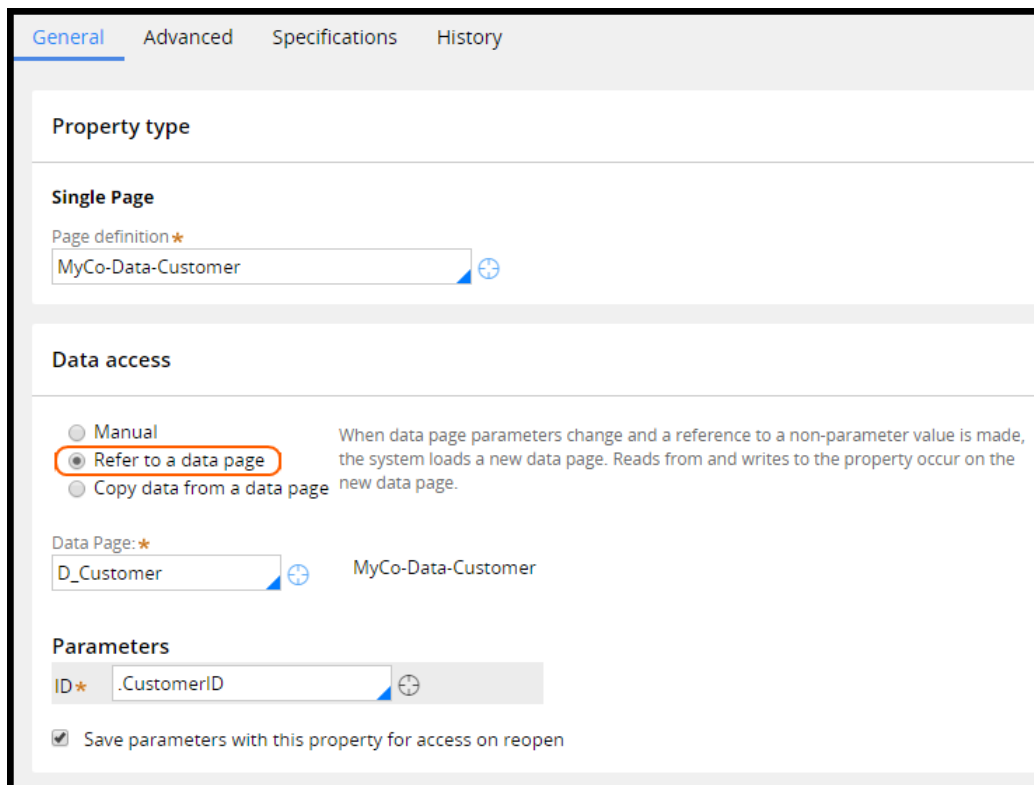 General Advanced Specifications History
Property type
Single Page
Page definition★
MyCo-Data-Customer
Data access
Manual
Refer to a data page
Copy data from a data page
When data page parameters change and a reference to a non-parameter value is made,
the system loads a new data page. Reads from and writes to the property occur on the
new data page.
Data Page:★
D_Customer MyCo-Data-Customer
Parameters
ID★ .CustomerID
Save parameters with this property for access on reopen